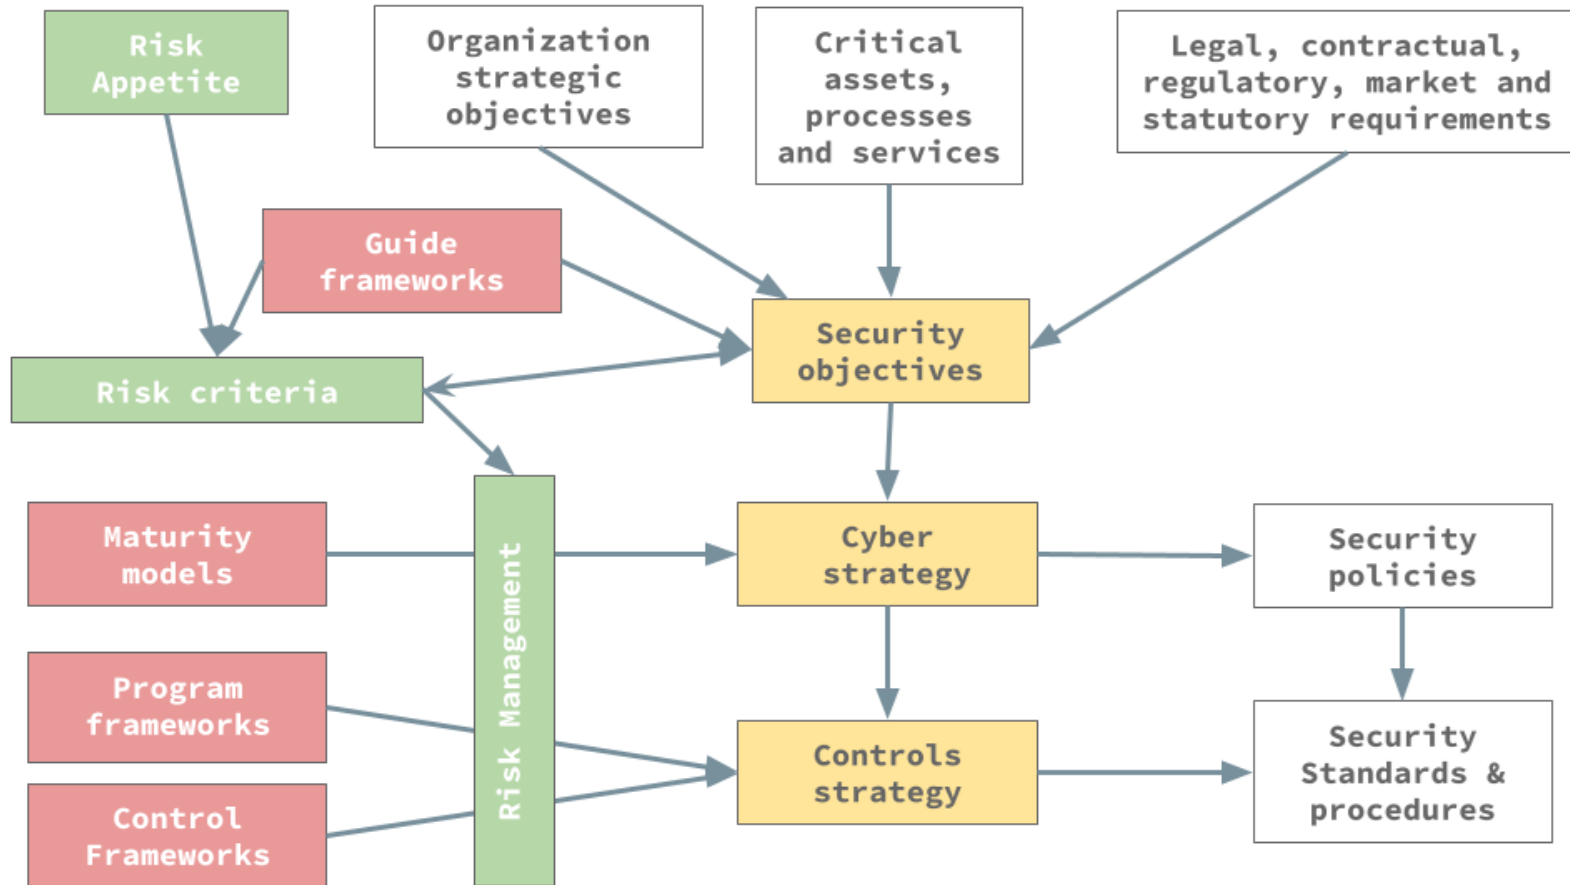 Risk
Appetite
Organization
strategic
objectives
Critical
assets,
processes
and services
Legal, contractual,
regulatory, market and
statutory requirements
Guide
frameworks
Security
objectives
Risk criteria
Maturity
models
Risk Management
Cyber
strategy
Security
policies
Program
frameworks
Controls
strategy
Security
Standards &
procedures
Control
Frameworks